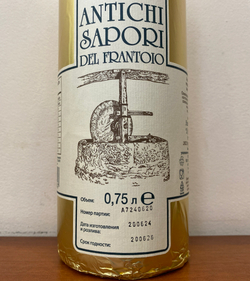 ANTICHI
SAPORI
DEL FRANTOIO
Объем: 0,75 л e
Номер партии: A7240620
Дата изготовления
и розлива: 200624
Срок годности: 200626